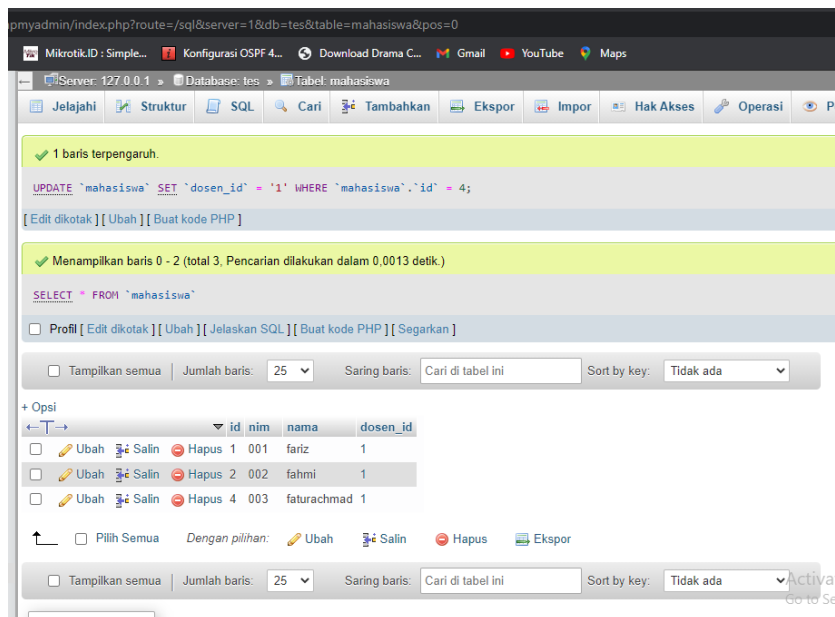 pmyadmin/index.php?route=/sql&server=1&db=tes&table=mahasiswa&pos=0
Mikrotik.ID : Simple... Konfigurasi OSPF 4... Download Drama C... Gmail YouTube Maps
Server: 127.0.0.1 » Database: tes » Tabel: mahasiswa
Jelajahi Struktur SQL Cari Tambahkan Ekspor Impor Hak Akses Operasi P
1 baris terpengaruh.
UPDATE `mahasiswa` SET `dosen_id` = '1' WHERE `mahasiswa`.`id` = 4;
[ Edit dikotak ] [ Ubah ] [ Buat kode PHP ]
Menampilkan baris 0 - 2 (total 3, Pencarian dilakukan dalam 0,0013 detik.)
SELECT * FROM `mahasiswa`
Profil [ Edit dikotak ] [ Ubah ] [ Jelaskan SQL ] [ Buat kode PHP ] [ Segarkan ]
Tampilkan semua | Jumlah baris: 25 Saring baris: Cari di tabel ini Sort by key: Tidak ada
+ Opsi
←T→ id nim nama dosen_id
Ubah Salin Hapus 1 001 fariz 1
Ubah Salin Hapus 2 002 fahmi 1
Ubah Salin Hapus 4 003 faturachmad 1
Pilih Semua Dengan pilihan: Ubah Salin Hapus Ekspor
Tampilkan semua | Jumlah baris: 25 Saring baris: Cari di tabel ini Sort by key: Tidak ada
Activa
Go to Se